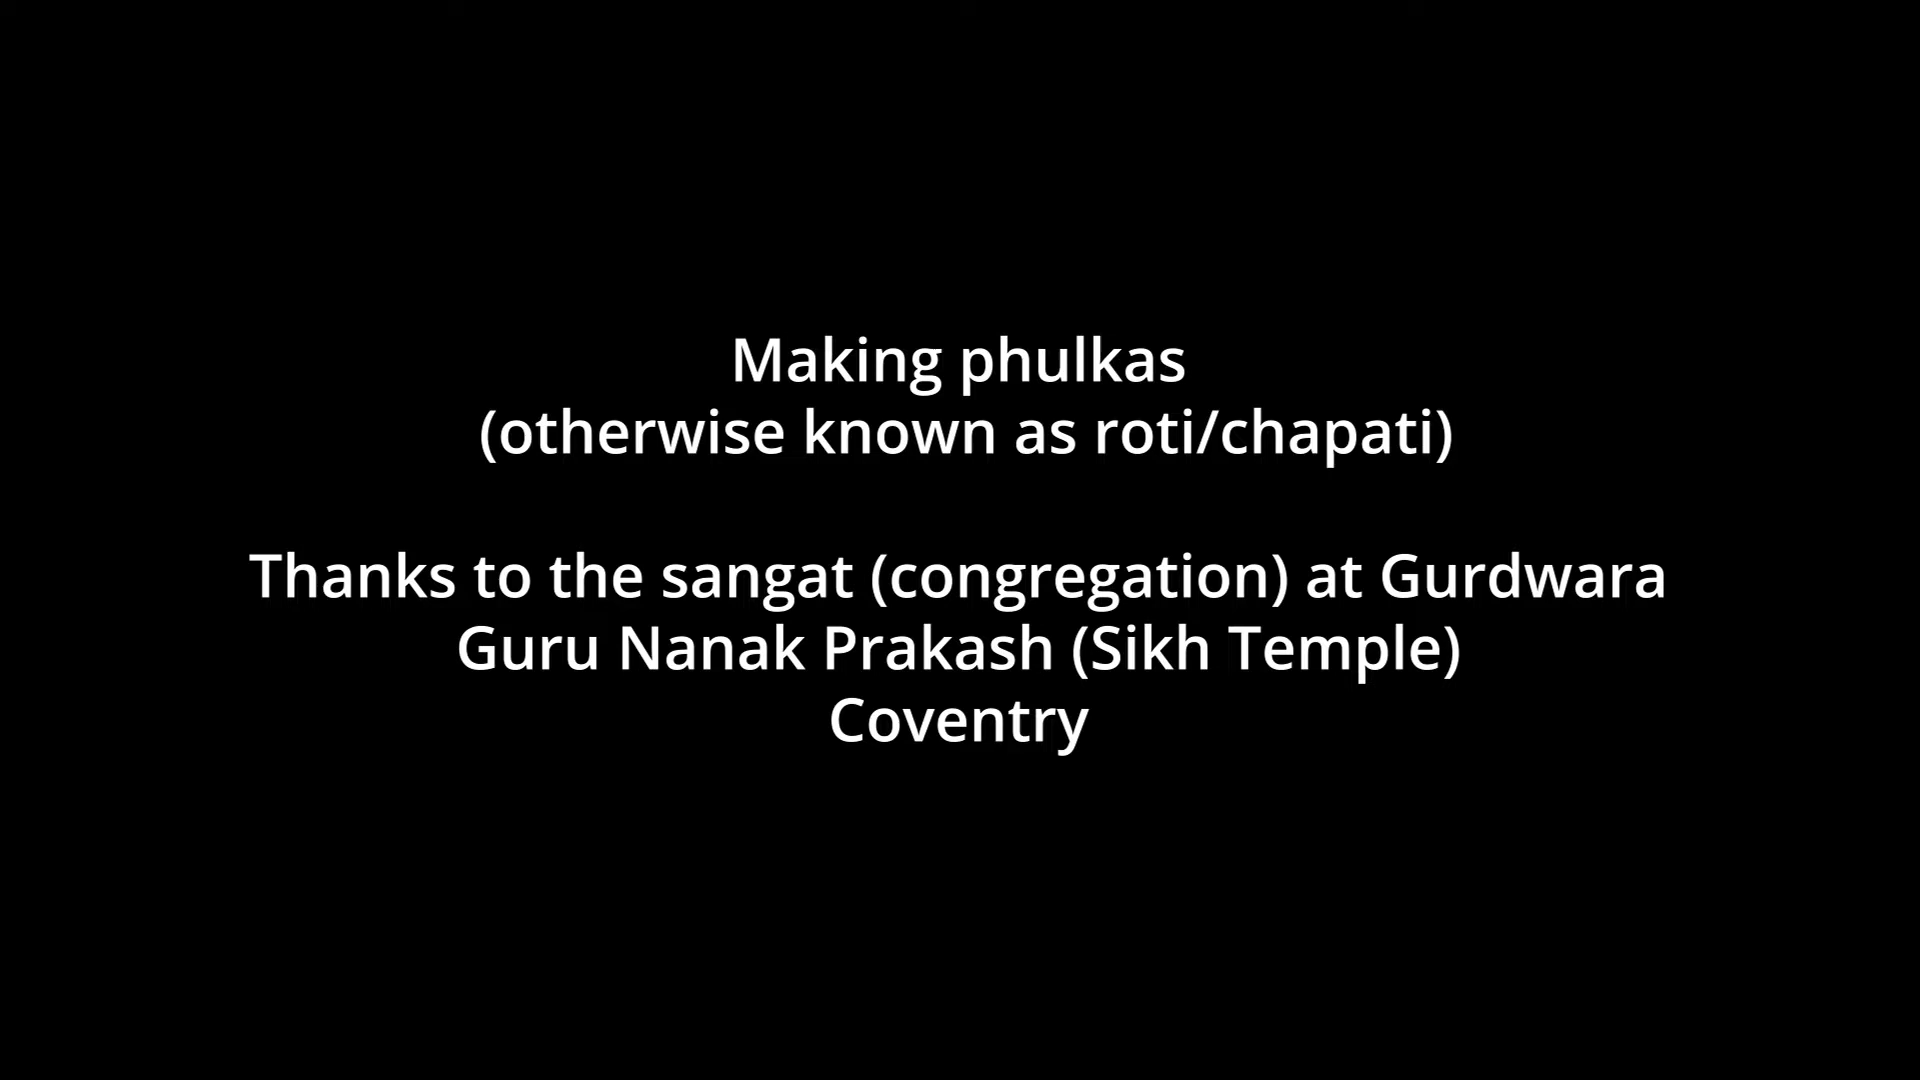 Making phulkas
(otherwise known as roti/chapati)
Thanks to the sangat (congregation) at Gurdwara
Guru Nanak Prakash (Sikh Temple)
Coventry